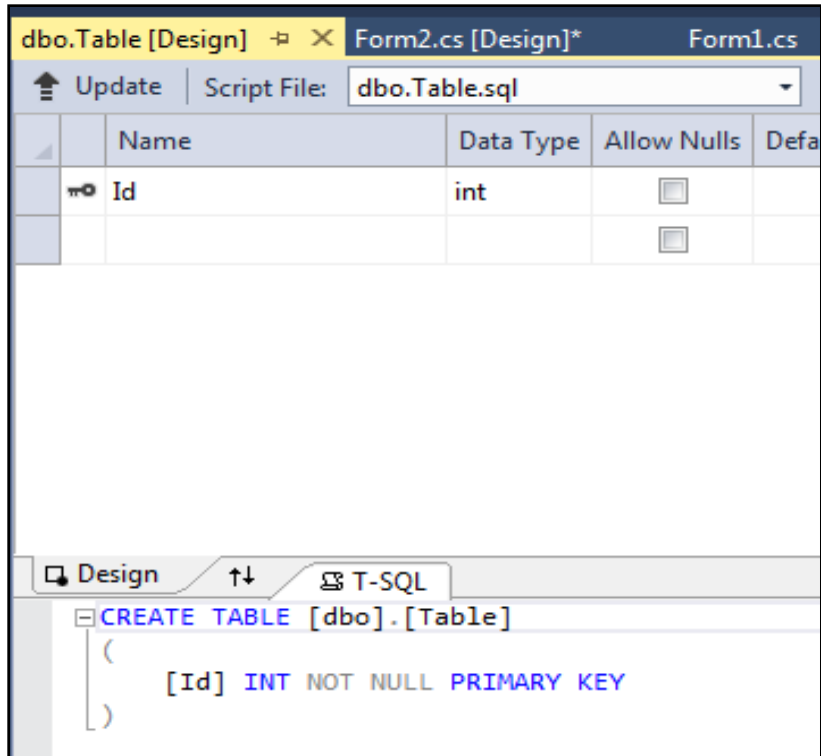 dbo.Table [Design] Form2.cs [Design]* Form1.cs
Update Script File: dbo.Table.sql
Name Data Type Allow Nulls Defa
Id int
Design T-SQL
CREATE TABLE [dbo].[Table]
(
[Id] INT NOT NULL PRIMARY KEY
)